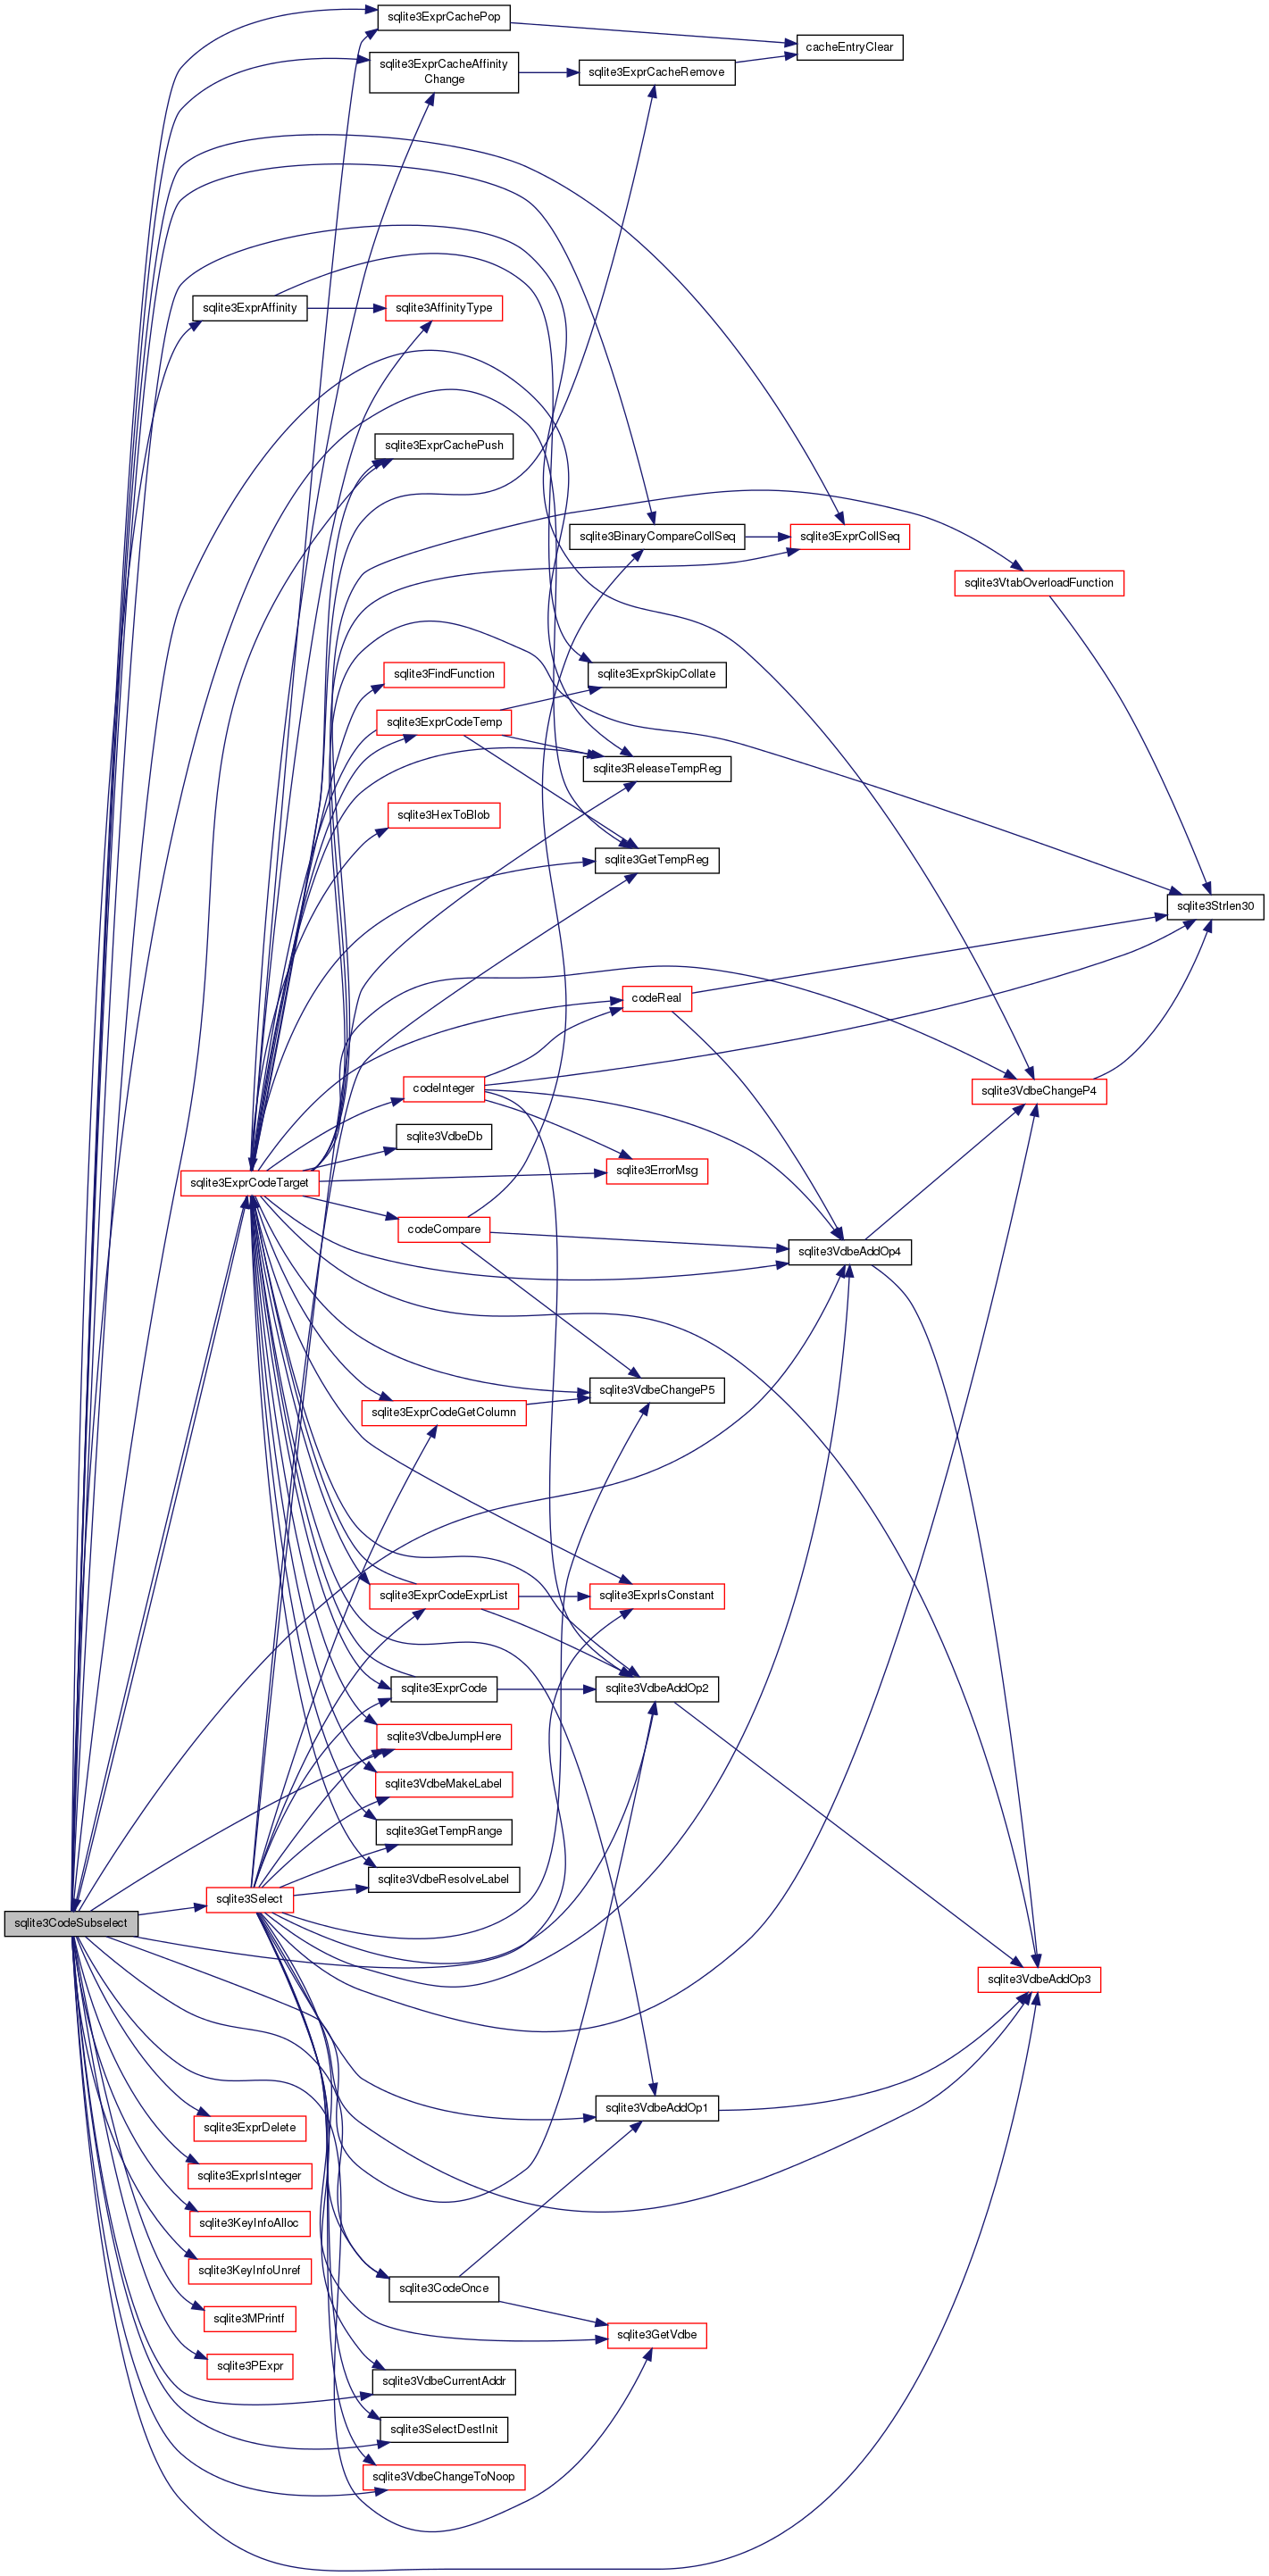 sqlite3ExprCachePop
cacheEntryClear
sqlite3ExprCacheAffinity
Change
sqlite3ExprCacheRemove
sqlite3ExprAffinity
sqlite3AffinityType
sqlite3ExprCachePush
sqlite3BinaryCompareCollSeq
sqlite3ExprCollSeq
sqlite3VtabOverloadFunction
sqlite3FindFunction
sqlite3ExprSkipCollate
sqlite3ExprCodeTemp
sqlite3ReleaseTempReg
sqlite3HexToBlob
sqlite3GetTempReg
sqlite3Strlen30
codeReal
codeInteger
sqlite3VdbeChangeP4
sqlite3VdbeDb
sqlite3ErrorMsg
sqlite3ExprCodeTarget
codeCompare
sqlite3VdbeAddOp4
sqlite3VdbeChangeP5
sqlite3ExprCodeGetColumn
sqlite3ExprCodeExprList
sqlite3ExprIsConstant
sqlite3ExprCode
sqlite3VdbeAddOp2
sqlite3VdbeJumpHere
sqlite3VdbeMakeLabel
sqlite3GetTempRange
sqlite3VdbeResolveLabel
sqlite3Select
sqlite3CodeSubselect
sqlite3VdbeAddOp3
sqlite3VdbeAddOp1
sqlite3ExprDelete
sqlite3ExprIsInteger
sqlite3KeyInfoAlloc
sqlite3KeyInfoUnref
sqlite3CodeOnce
sqlite3MPrintf
sqlite3GetVdbe
sqlite3PExpr
sqlite3VdbeCurrentAddr
sqlite3SelectDestInit
sqlite3VdbeChangeToNoop